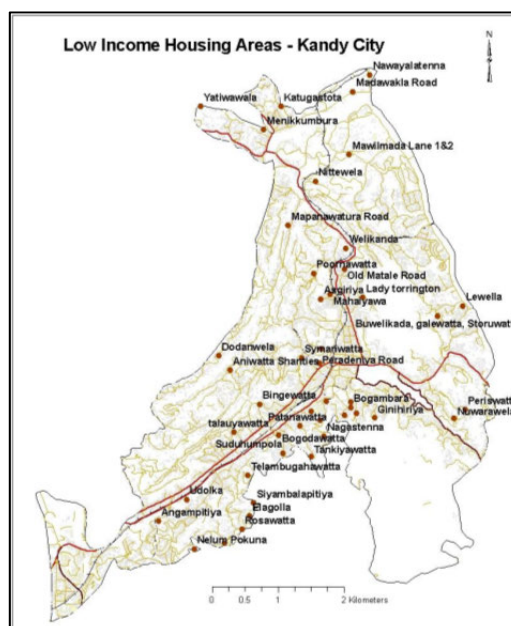 Low Income Housing Areas - Kandy City
N
Nawayalatenna
Madawakla Road
Yatiwawala
Katugastota
Menikkumbura
Mawilmada Lane 1&2
Nittewela
Mapanawatura Road
Welikanda
Poornawatta
Old Matale Road
Asgiriya
Lady torrington
Mahaiyawa
Lewella
Buwelikada, galewatta, Storuwat
Dodanwela
Symanwatta
Aniwatta Shanties
Peradeniya Road
Bingewatta
Bogambara
Periswatt
Ginihiriya
Nuwarawela
talauyawatta
Patanawatta
Nagastenna
Suduhumpola
Bogodawatta
Tankiyawatta
Telambugahawatta
Udolka
Siyambalapitiya
Elagolla
Angampitiya
Rosawatta
Nelum Pokuna
0 0.5 1 2 Kilometers